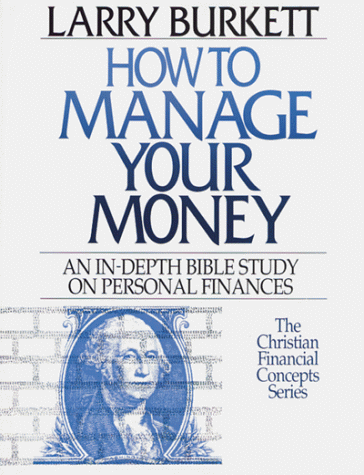 LARRY BURKETT
HOW TO
MANAGE
YOUR
MONEY
AN IN-DEPTH BIBLE STUDY
ON PERSONAL FINANCES
The
Christian
Financial
Concepts
Series